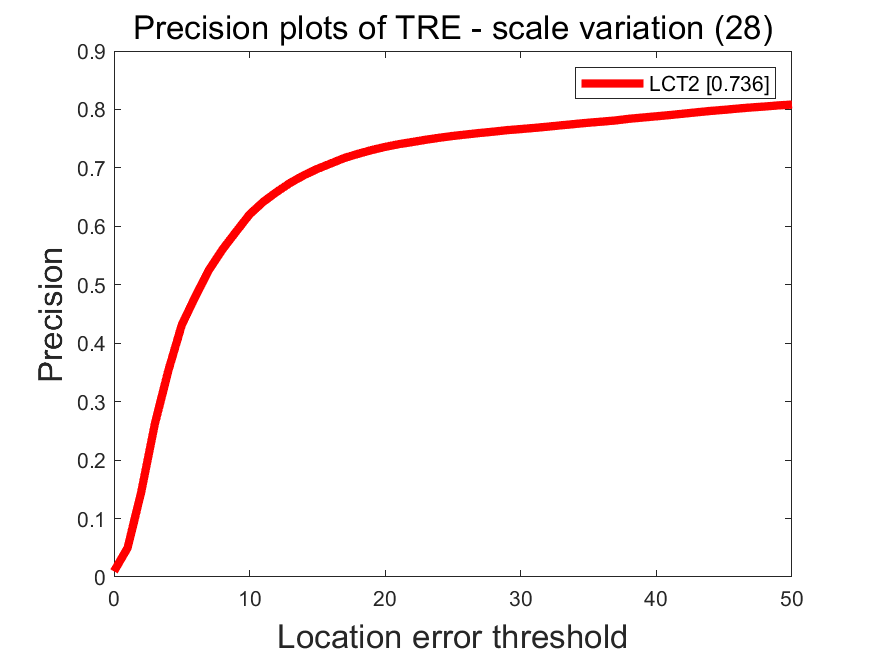 Precision plots of TRE - scale variation (28)
LCT2 [0.736]
0.9
0.8
0.7
0.6
0.5
0.4
0.3
0.2
0.1
0
Precision
0 10 20 30 40 50
Location error threshold